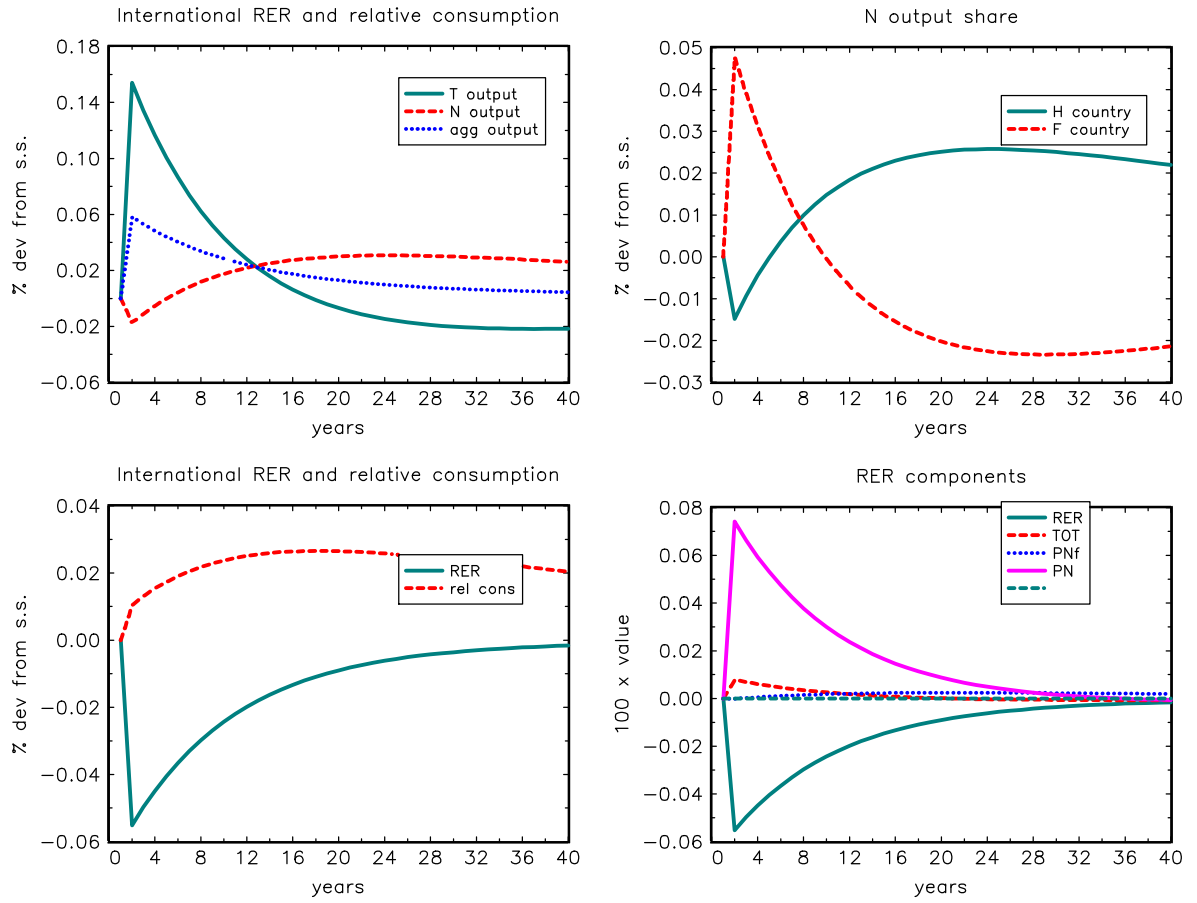 International RER and relative consumption
% dev from s.s.
0.18
0.14
0.10
0.06
0.02
−0.02
−0.06
T output
N output
agg output
0 4 8 12 16 20 24 28 32 36 40
years
N output share
% dev from s.s.
0.05
0.04
0.03
0.02
0.01
0.00
−0.01
−0.02
−0.03
H country
F country
0 4 8 12 16 20 24 28 32 36 40
years
International RER and relative consumption
% dev from s.s.
0.04
0.02
0.00
−0.02
−0.04
−0.06
RER
rel cons
0 4 8 12 16 20 24 28 32 36 40
years
RER components
100 x value
0.08
0.06
0.04
0.02
0.00
−0.02
−0.04
−0.06
RER
TOT
PNf
PN
0 4 8 12 16 20 24 28 32 36 40
years